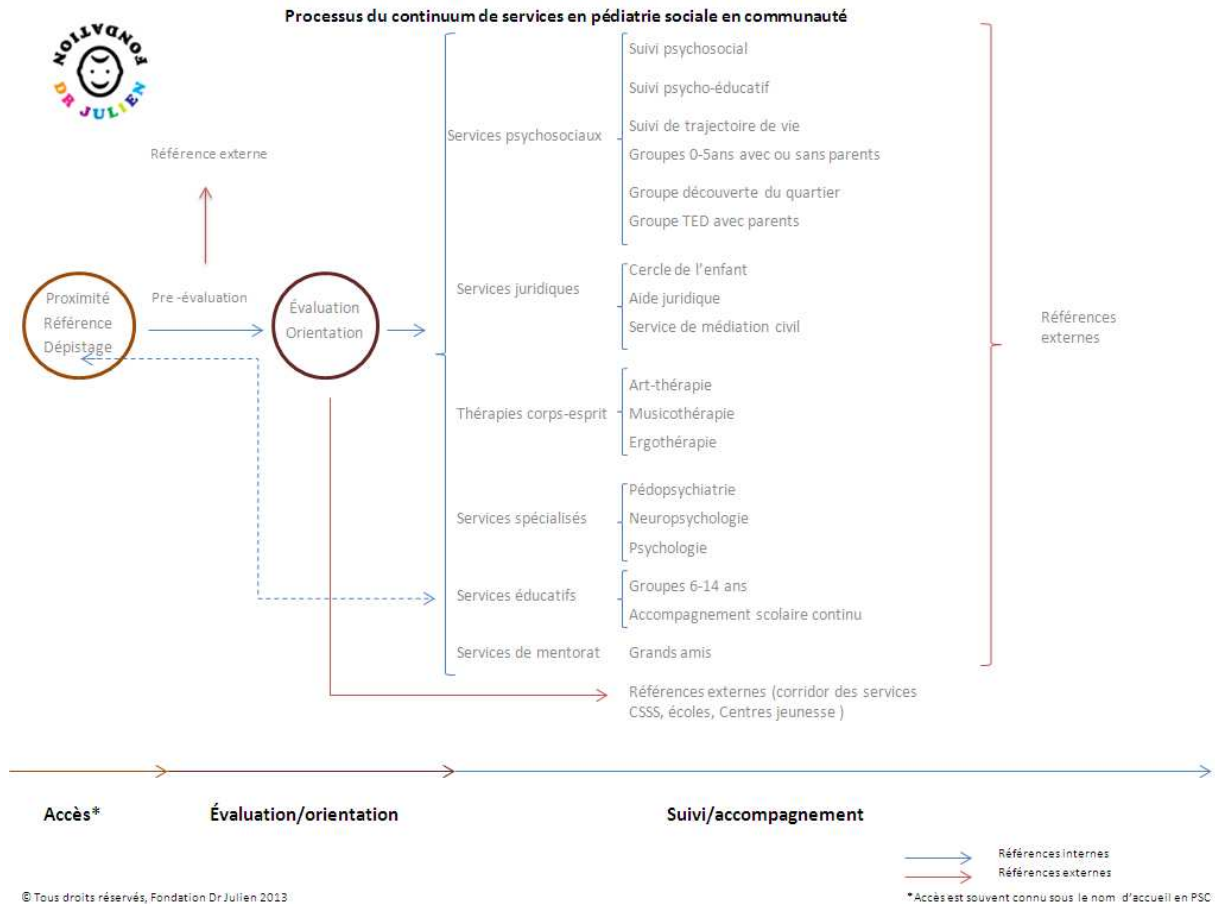 Processus du continuum de services en pédiatrie sociale en communauté
FONDATION
DR JULIEN
Référence externe
Proximité
Référence
Dépistage
Pre -évaluation
Évaluation
Orientation
Services psychosociaux
Suivi psychosocial
Suivi psycho-éducatif
Suivi de trajectoire de vie
Groupes 0-5ans avec ou sans parents
Groupe découverte du quartier
Groupe TED avec parents
Services juridiques
Cercle de l'enfant
Aide juridique
Service de médiation civil
Thérapies corps-esprit
Art-thérapie
Musicothérapie
Ergothérapie
Services spécialisés
Pédopsychiatrie
Neuropsychologie
Psychologie
Services éducatifs
Groupes 6-14 ans
Accompagnement scolaire continu
Services de mentorat
Grands amis
Références
externes
Références externes (corridor des services
CSSS, écoles, Centres jeunesse )
Accès*
Évaluation/orientation
Suivi/accompagnement
Références internes
Références externes
© Tous droits réservés, Fondation Dr Julien 2013
*Accès est souvent connu sous le nom d'accueil en PSC